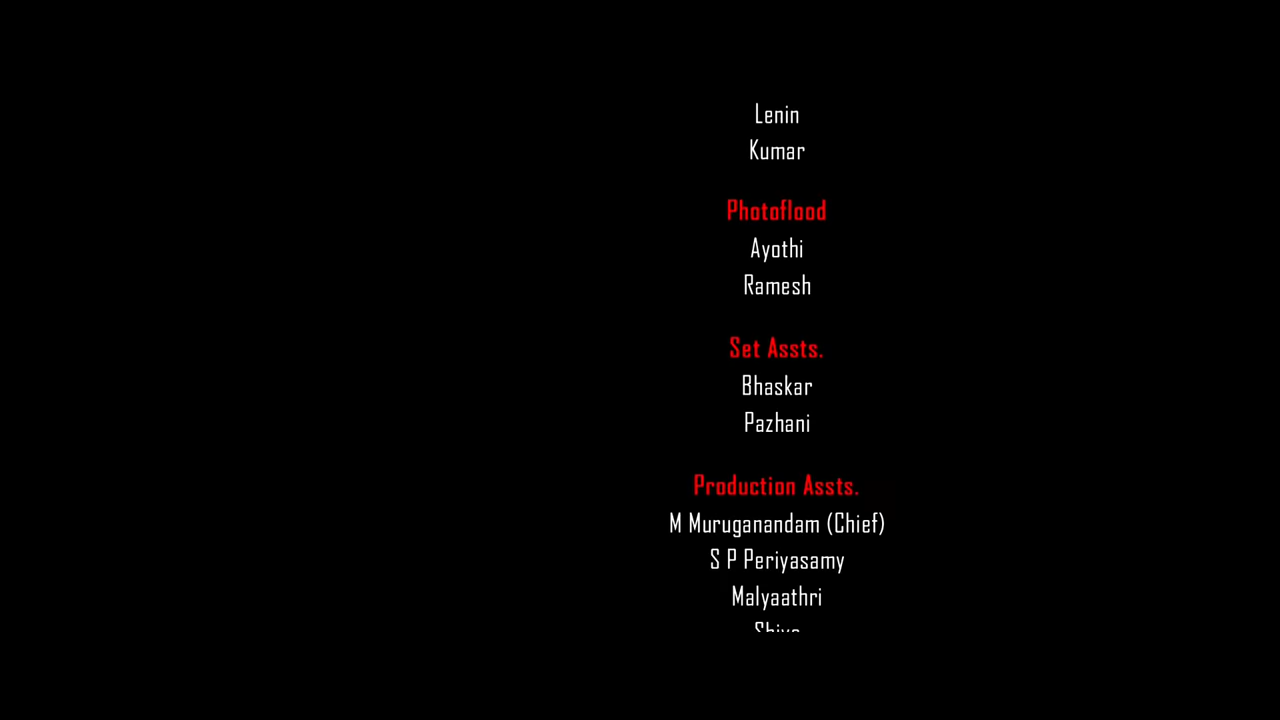 Lenin
Kumar
Photoflood
Ayothi
Ramesh
Set Assts.
Bhaskar
Pazhani
Production Assts.
M Muruganandam (Chief)
S P Periyasamy
Malyaathri